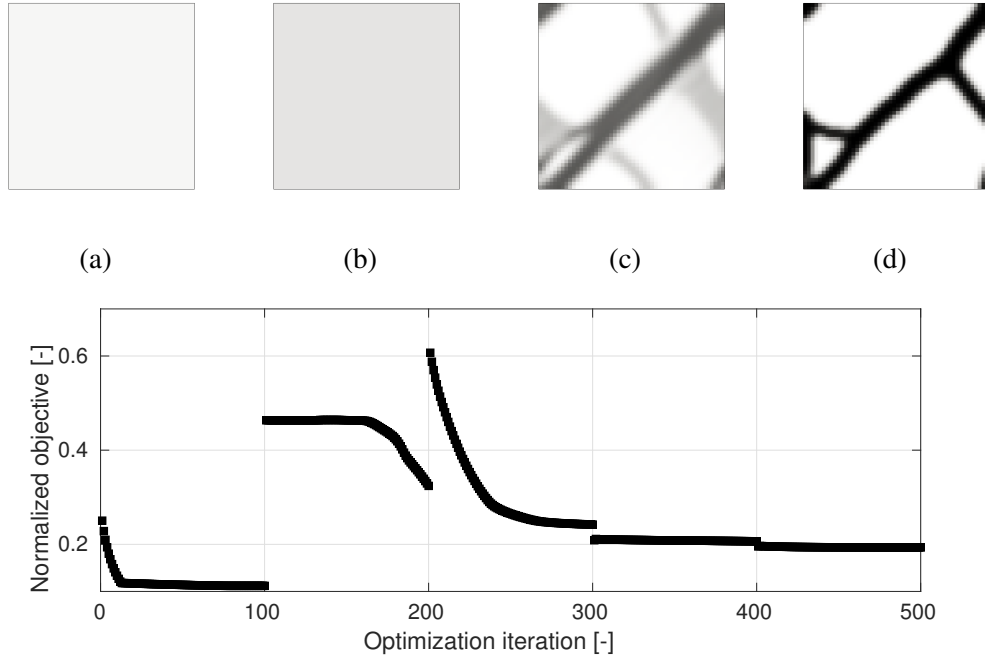 (a) (b) (c) (d)
Normalized objective [-]
0.6
0.4
0.2
0 100 200 300 400 500
Optimization iteration [-]